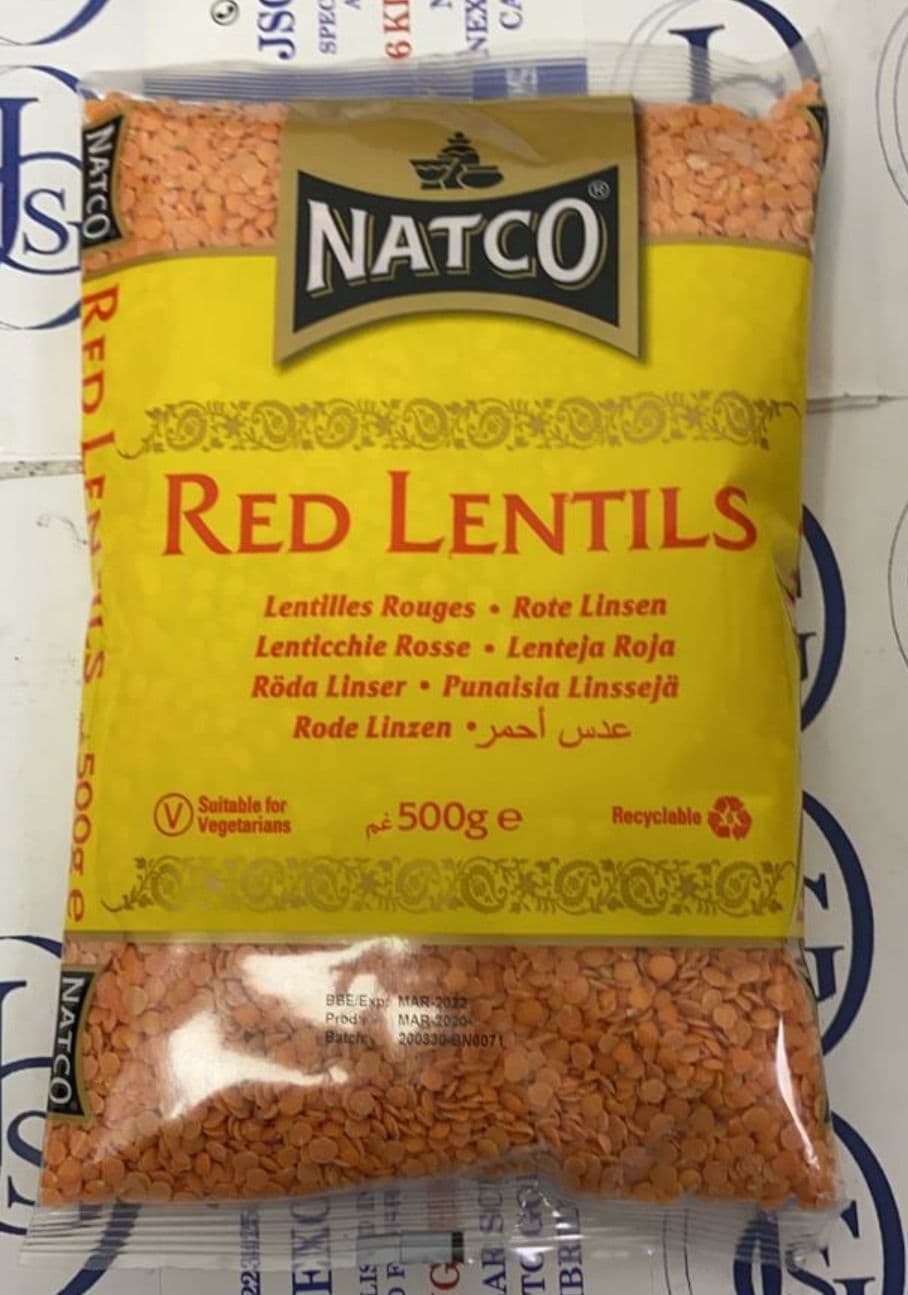 NATCO®
RED LENTILS
Lentilles Rouges • Rote Linsen
Lenticchie Rosse • Lenteja Roja
Röda Linser • Punaisia Linssejä
Rode Linzen • عدس أحمر
V Suitable for
Vegetarians
500g e غم
Recyclable
BBE/Exp: MAR-2022
Prod: MAR-2020
Batch: 200330-BN0071
NATCO
RED LENTILS 500g e
NATCO
JS
6 K